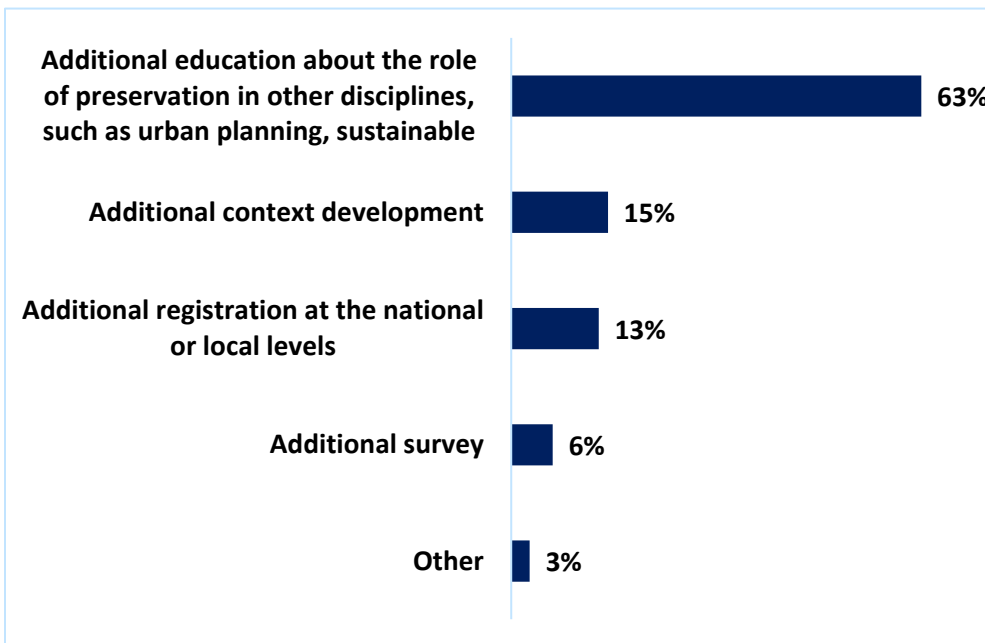 Additional education about the role
of preservation in other disciplines,
such as urban planning, sustainable
63%
Additional context development
15%
Additional registration at the national
or local levels
13%
Additional survey
6%
Other
3%